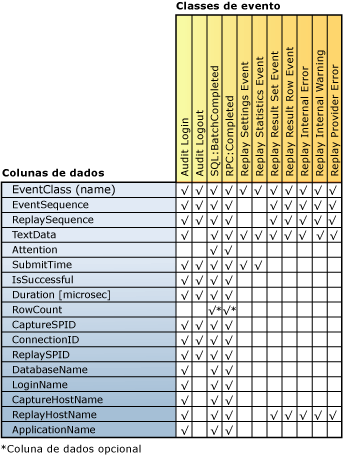 Classes de evento
Audit Login
Audit Logout
SQL:BatchCompleted
RPC:Completed
Replay Settings Event
Replay Statistics Event
Replay Result Set Event
Replay Result Row Event
Replay Internal Error
Replay Internal Warning
Replay Provider Error
Colunas de dados
EventClass (name) √ √ √ √ √ √ √ √ √ √ √
EventSequence √ √ √ √ √ √ √ √ √
ReplaySequence √ √ √ √ √ √ √ √ √
TextData √ √ √ √ √ √ √ √ √ √
Attention √ √
SubmitTime √ √ √ √ √ √
IsSuccessful √ √ √ √
Duration [microsec] √ √ √ √
RowCount √* √*
CaptureSPID √ √ √ √
ConnectionID √ √ √ √
ReplaySPID √ √ √ √
DatabaseName √ √ √
LoginName √ √ √
CaptureHostName √ √ √
ReplayHostName √ √ √ √ √ √ √ √
ApplicationName √ √ √
*Coluna de dados opcional